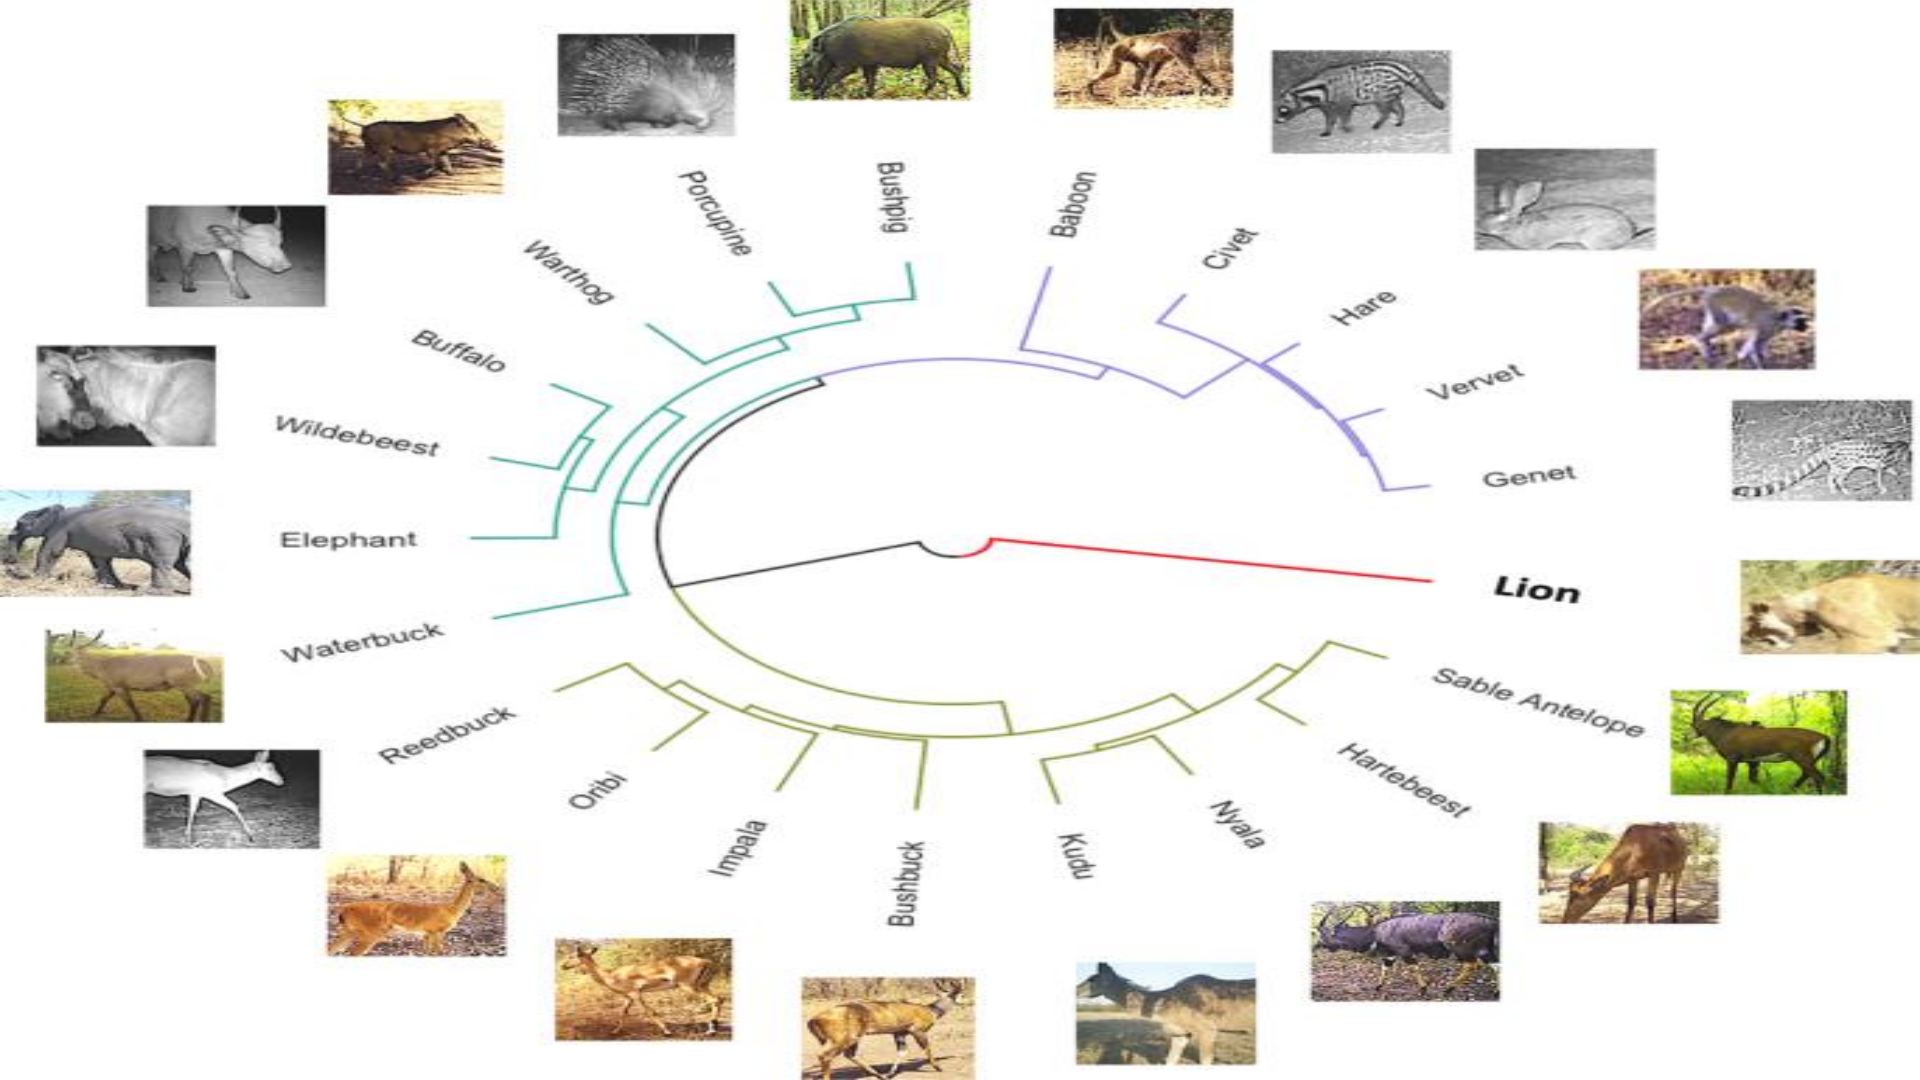 Bushpig
Baboon
Civet
Hare
Vervet
Genet
Lion
Sable Antelope
Hartebeest
Nyala
Kudu
Bushbuck
Impala
Oribi
Reedbuck
Waterbuck
Elephant
Wildebeest
Buffalo
Warthog
Porcupine